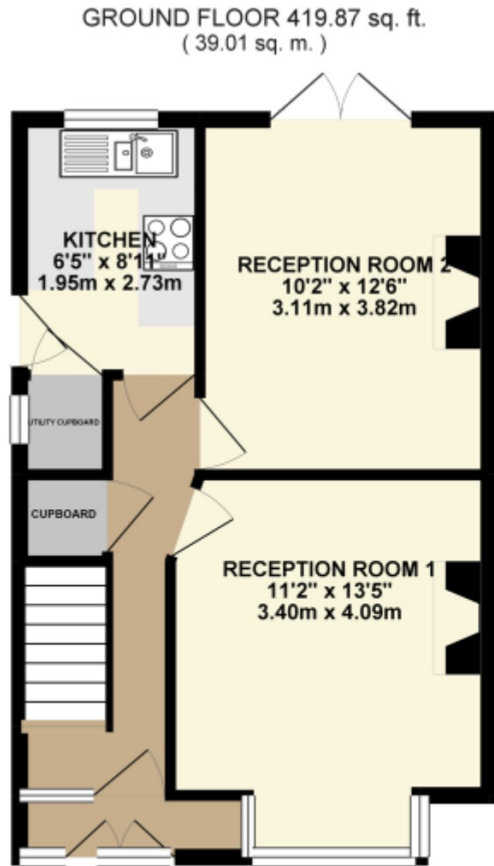 GROUND FLOOR 419.87 sq. ft.
( 39.01 sq. m. )
KITCHEN
6'5" x 8'11"
1.95m x 2.73m
RECEPTION ROOM 2
10'2" x 12'6"
3.11m x 3.82m
UTILITY CUPBOARD
CUPBOARD
RECEPTION ROOM 1
11'2" x 13'5"
3.40m x 4.09m